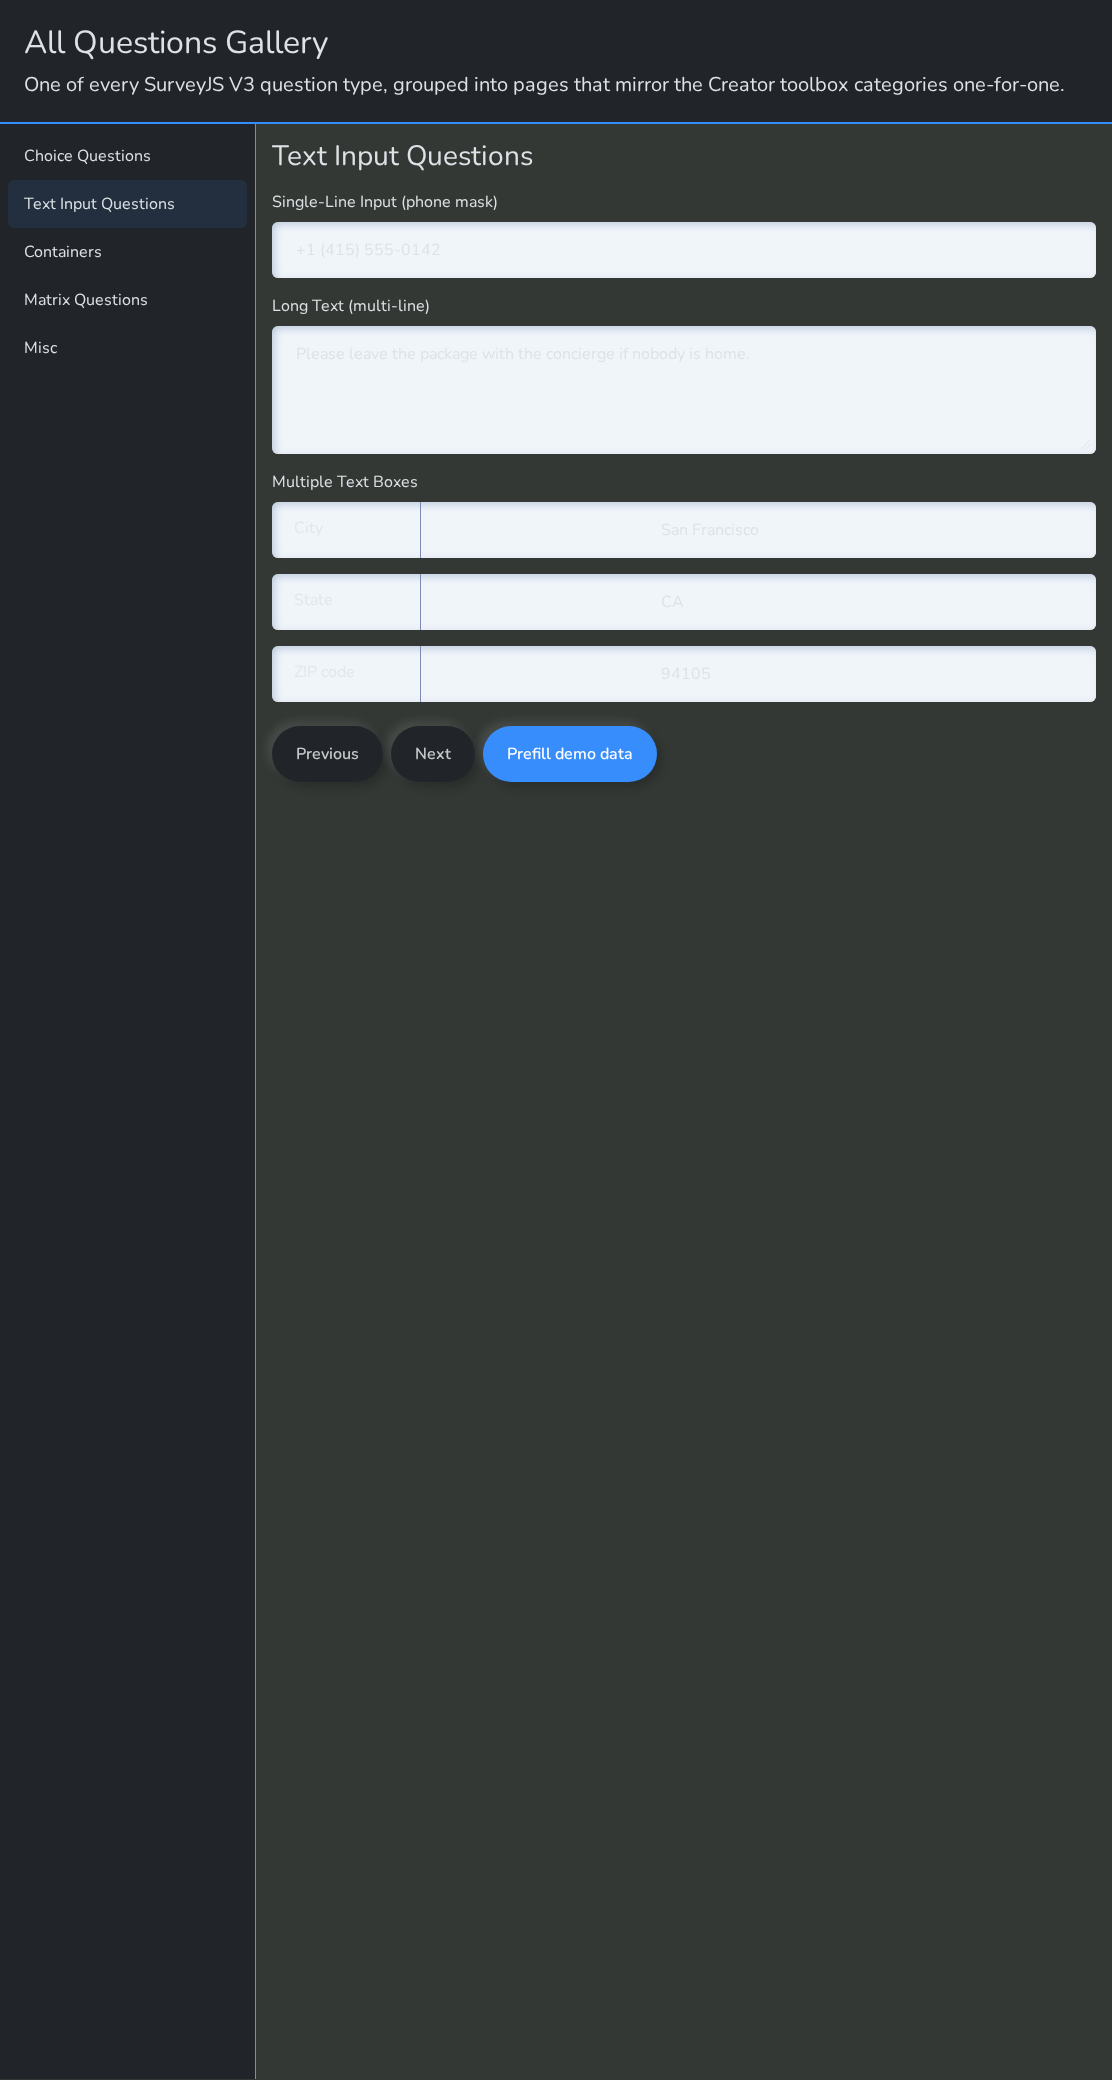 All Questions Gallery
One of every SurveyJS V3 question type, grouped into pages that mirror the Creator toolbox categories one-for-one.
Choice Questions
Text Input Questions
Containers
Matrix Questions
Misc
Text Input Questions
Single-Line Input (phone mask)
+1 (415) 555-0142
Long Text (multi-line)
Please leave the package with the concierge if nobody is home.
Multiple Text Boxes
City
San Francisco
State
CA
ZIP code
94105
Previous
Next
Prefill demo data